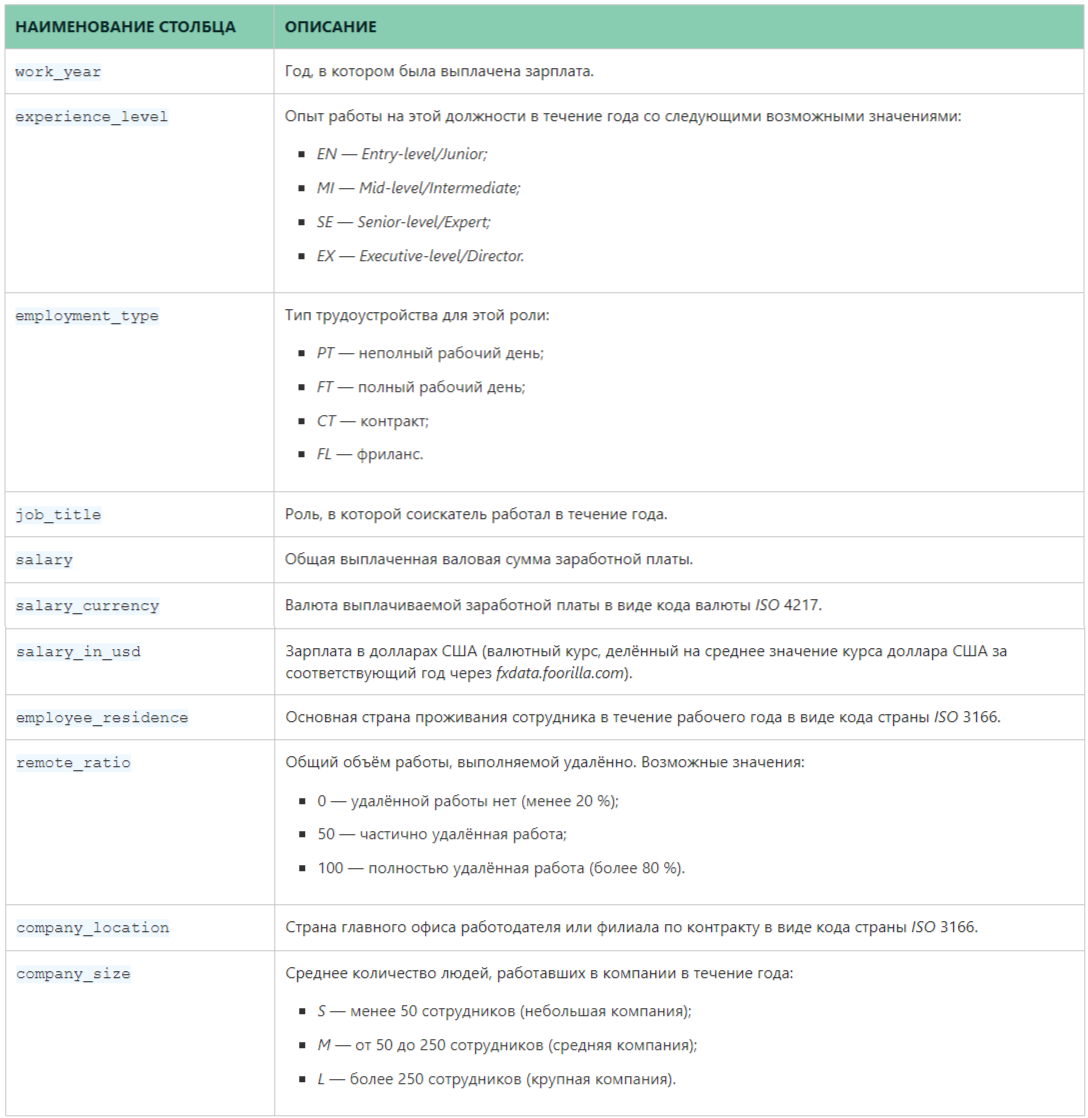 НАИМЕНОВАНИЕ СТОЛБЦА
ОПИСАНИЕ
work_year
Год, в котором была выплачена зарплата.
experience_level
Опыт работы на этой должности в течение года со следующими возможными значениями:
▪ EN — Entry-level/Junior;
▪ MI — Mid-level/Intermediate;
▪ SE — Senior-level/Expert;
▪ EX — Executive-level/Director.
employment_type
Тип трудоустройства для этой роли:
▪ PT — неполный рабочий день;
▪ FT — полный рабочий день;
▪ CT — контракт;
▪ FL — фриланс.
job_title
Роль, в которой соискатель работал в течение года.
salary
Общая выплаченная валовая сумма заработной платы.
salary_currency
Валюта выплачиваемой заработной платы в виде кода валюты ISO 4217.
salary_in_usd
Зарплата в долларах США (валютный курс, делённый на среднее значение курса доллара США за
соответствующий год через fxdata.foorilla.com).
employee_residence
Основная страна проживания сотрудника в течение рабочего года в виде кода страны ISO 3166.
remote_ratio
Общий объём работы, выполняемой удалённо. Возможные значения:
▪ 0 — удалённой работы нет (менее 20 %);
▪ 50 — частично удалённая работа;
▪ 100 — полностью удалённая работа (более 80 %).
company_location
Страна главного офиса работодателя или филиала по контракту в виде кода страны ISO 3166.
company_size
Среднее количество людей, работавших в компании в течение года:
▪ S — менее 50 сотрудников (небольшая компания);
▪ M — от 50 до 250 сотрудников (средняя компания);
▪ L — более 250 сотрудников (крупная компания).